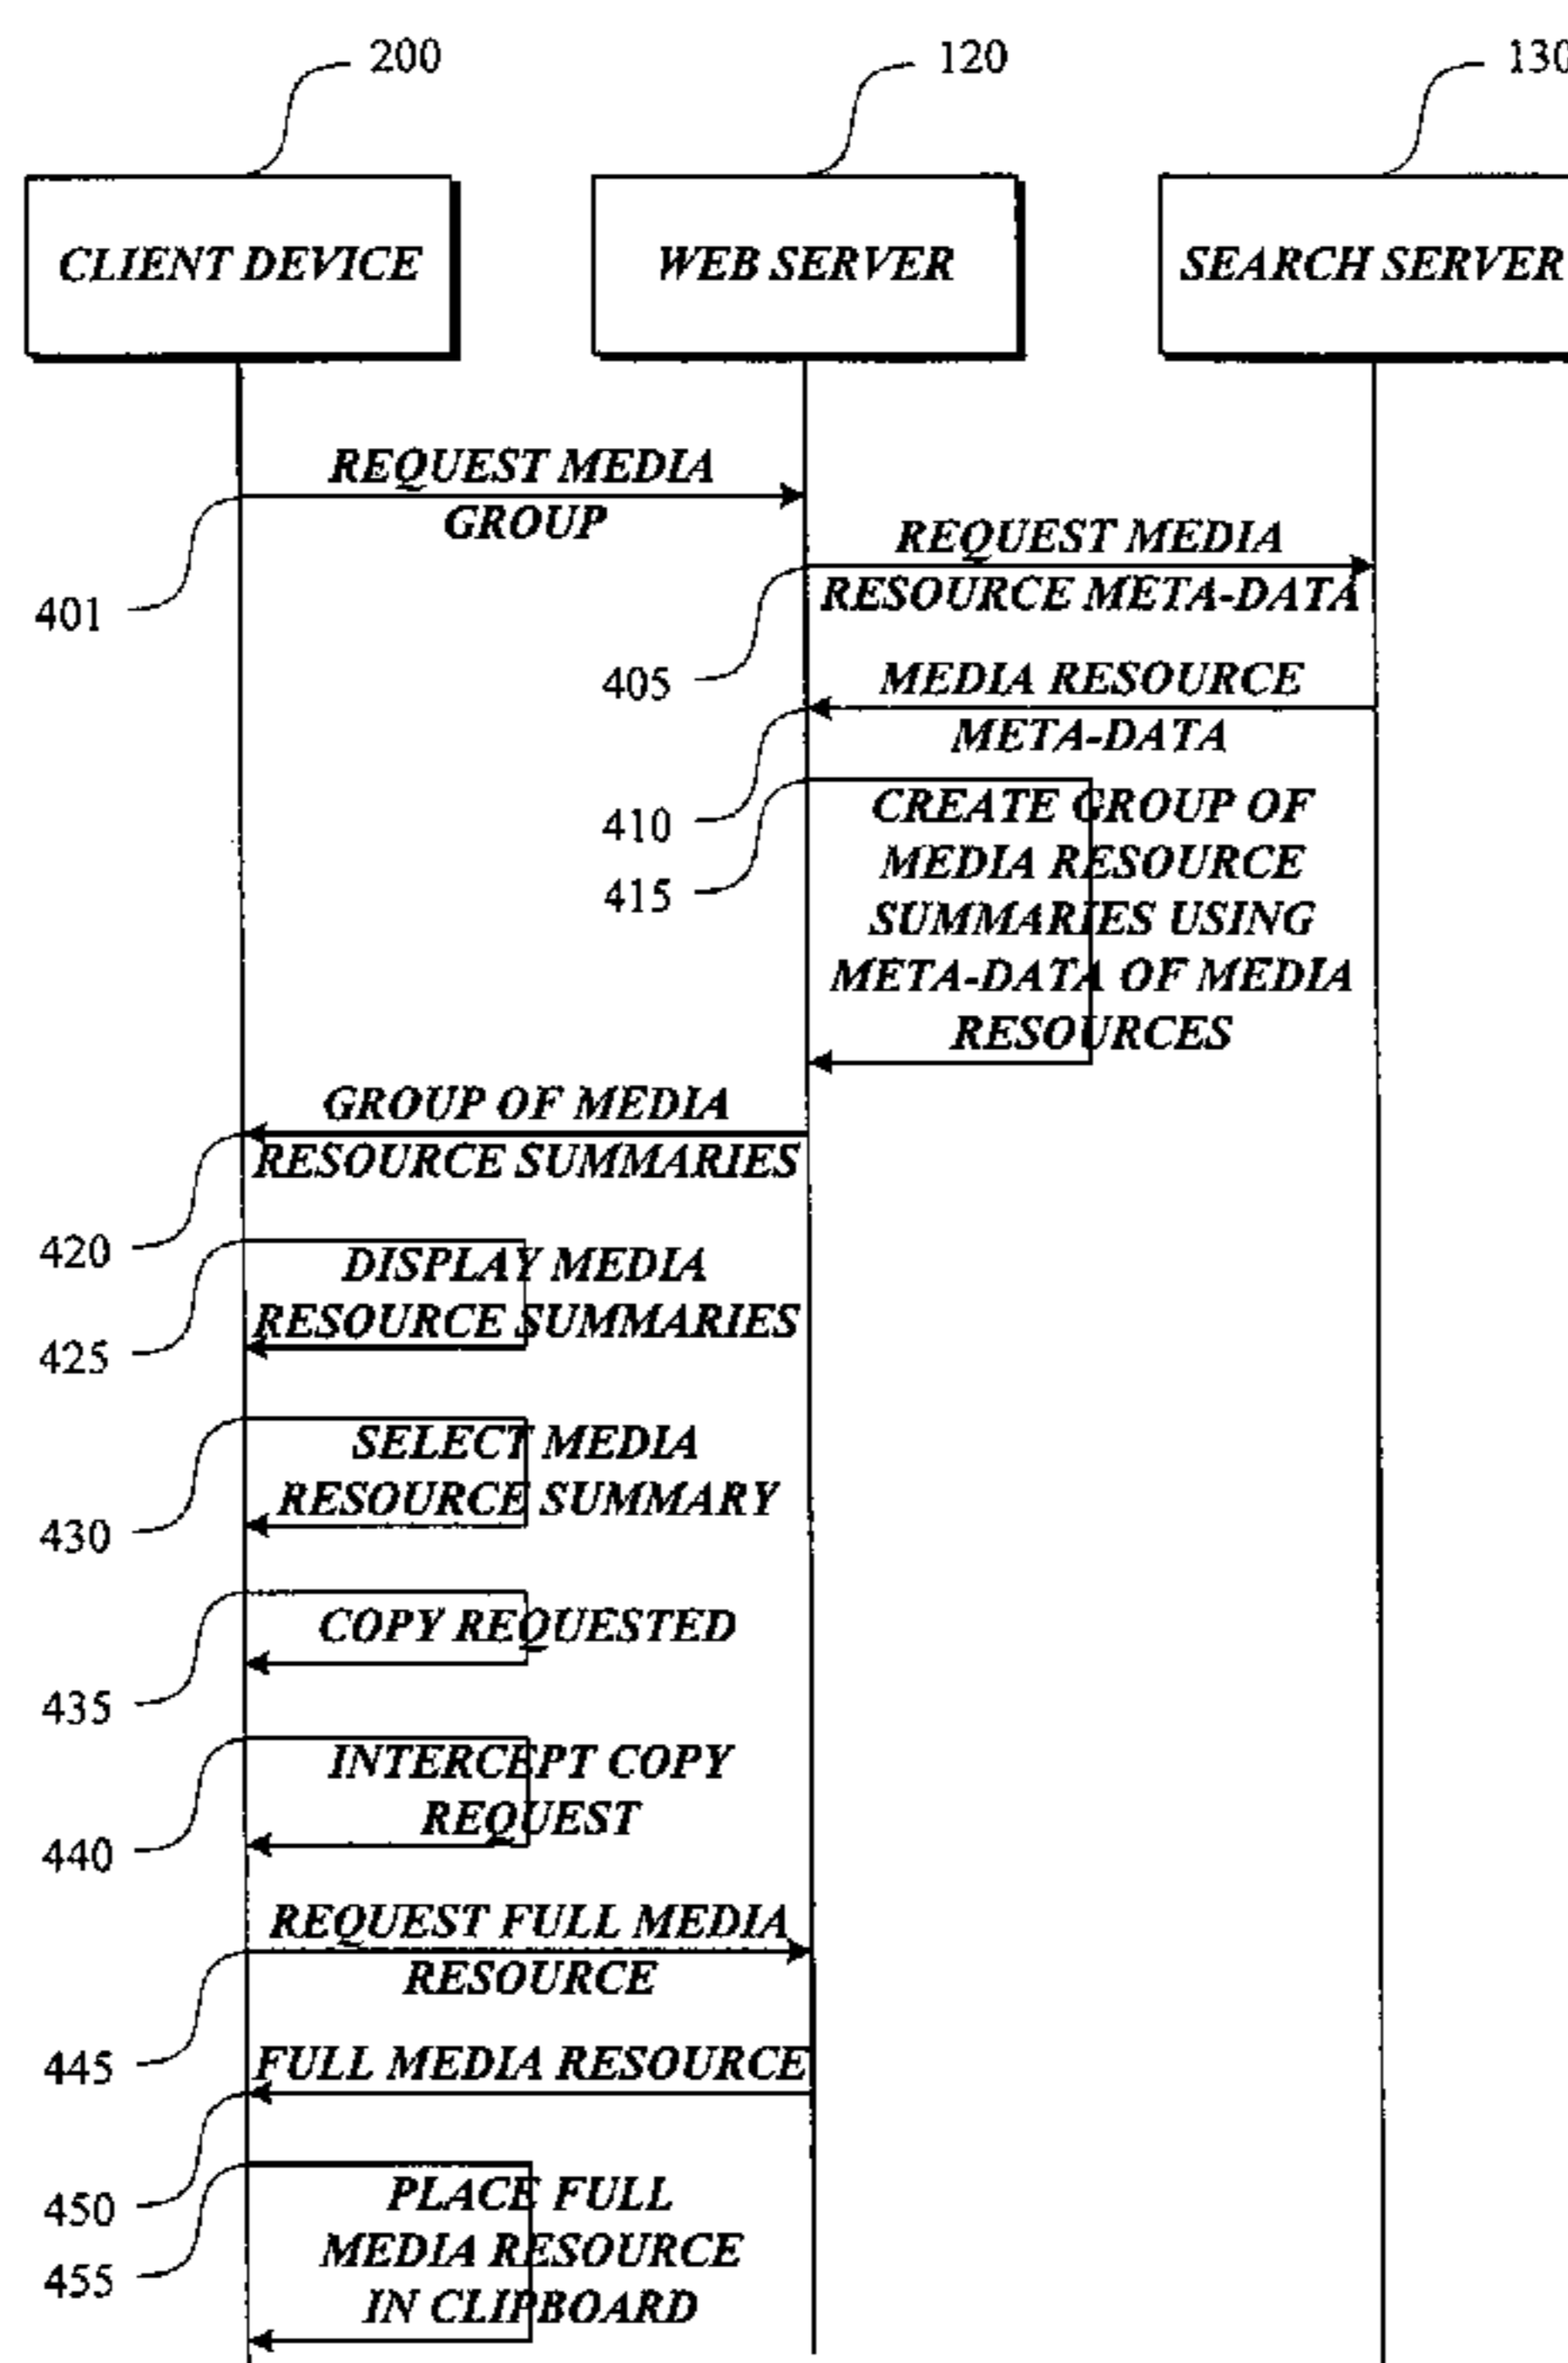 200
120
130
CLIENT DEVICE
WEB SERVER
SEARCH SERVER
REQUEST MEDIA
GROUP
401
REQUEST MEDIA
RESOURCE META-DATA
405
MEDIA RESOURCE
META-DATA
410
CREATE GROUP OF
MEDIA RESOURCE
SUMMARIES USING
META-DATA OF MEDIA
RESOURCES
415
GROUP OF MEDIA
RESOURCE SUMMARIES
420
DISPLAY MEDIA
RESOURCE SUMMARIES
425
SELECT MEDIA
RESOURCE SUMMARY
430
COPY REQUESTED
435
INTERCEPT COPY
REQUEST
440
REQUEST FULL MEDIA
RESOURCE
445
FULL MEDIA RESOURCE
450
PLACE FULL
MEDIA RESOURCE
IN CLIPBOARD
455